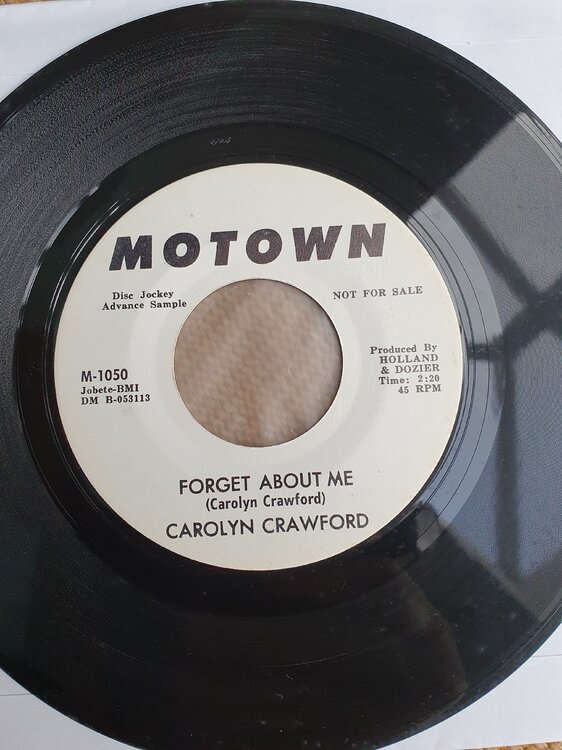 MOTOWN
Disc Jockey
Advance Sample
NOT FOR SALE
M-1050
Jobete-BMI
DM B-053113
Produced By
HOLLAND
& DOZIER
Time: 2:20
45 RPM
FORGET ABOUT ME
(Carolyn Crawford)
CAROLYN CRAWFORD